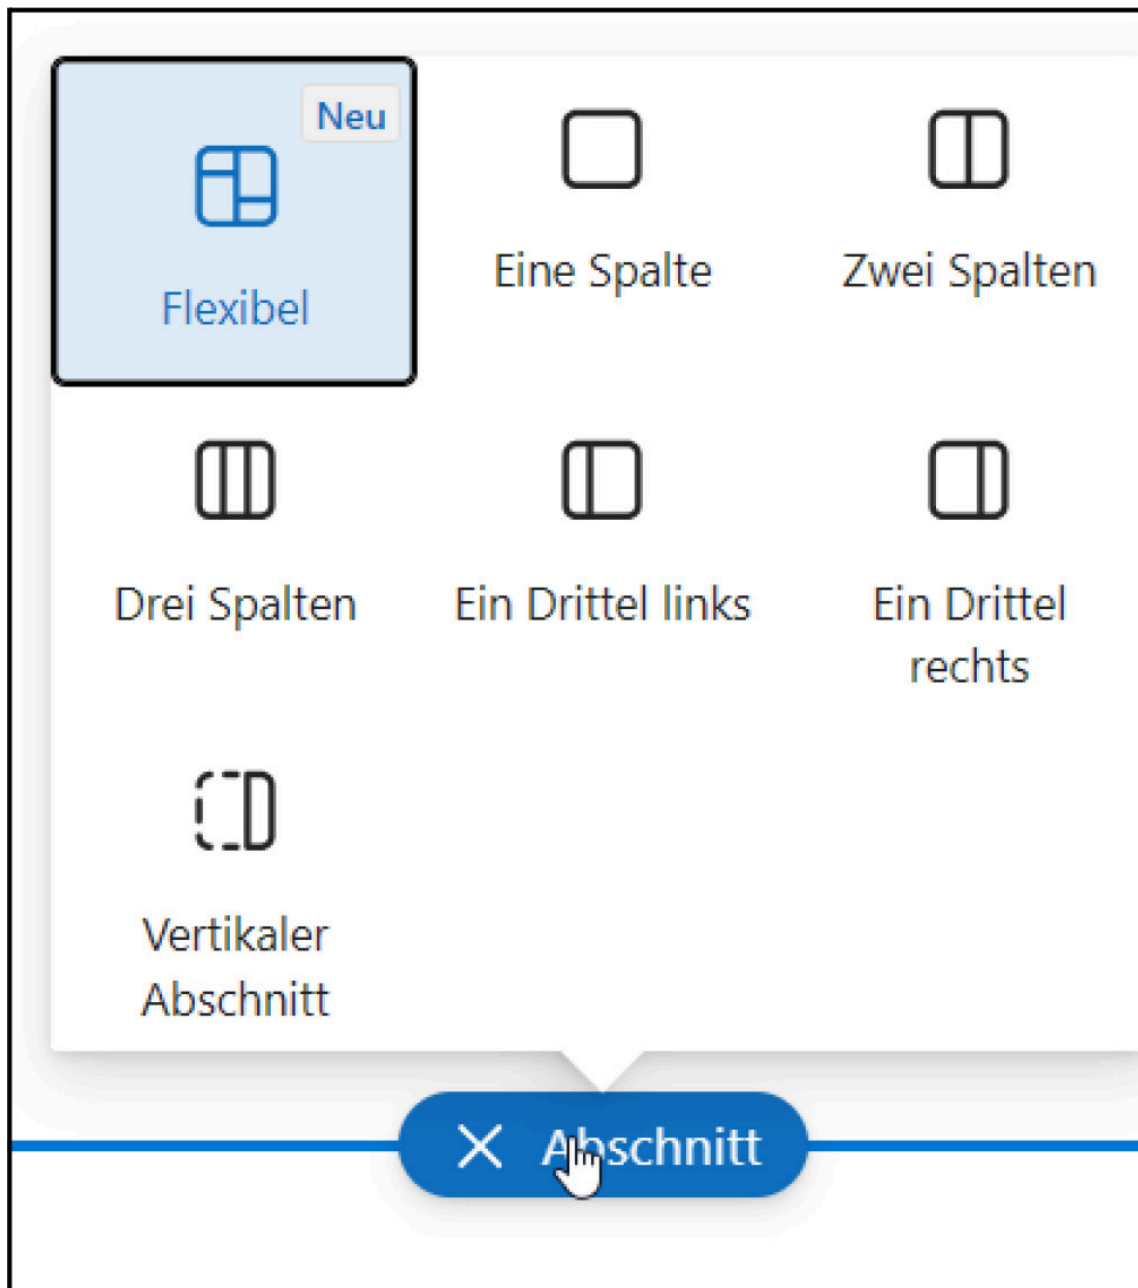 Neu
Flexibel
Eine Spalte
Zwei Spalten
Drei Spalten
Ein Drittel links
Ein Drittel
rechts
Vertikaler
Abschnitt
Abschnitt